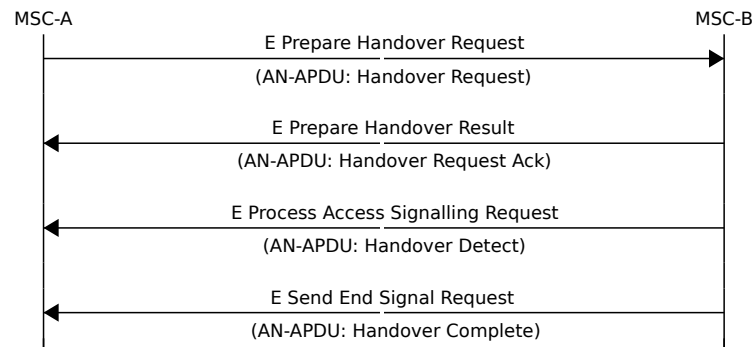 MSC-A
MSC-B
E Prepare Handover Request
(AN-APDU: Handover Request)
E Prepare Handover Result
(AN-APDU: Handover Request Ack)
E Process Access Signalling Request
(AN-APDU: Handover Detect)
E Send End Signal Request
(AN-APDU: Handover Complete)